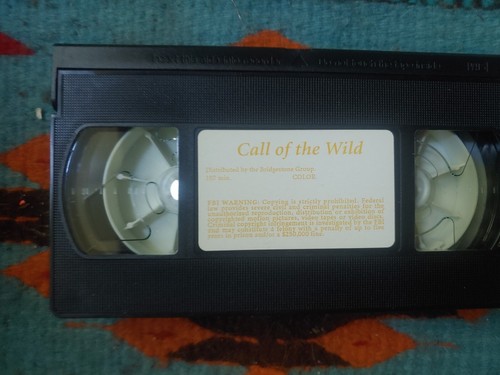 Call of the Wild
Distributed by the Bridgestone Group
COLOR
FBI WARNING: Copying is strictly prohibited. Federal
law provides severe civil and criminal penalties for the
unauthorized reproduction, distribution or exhibition of
copyrighted motion pictures, video tapes or video discs.
Criminal copyright infringement is investigated by the FBI
and may constitute a felony with a penalty of up to five
years in prison and/or a $250,000 fine.